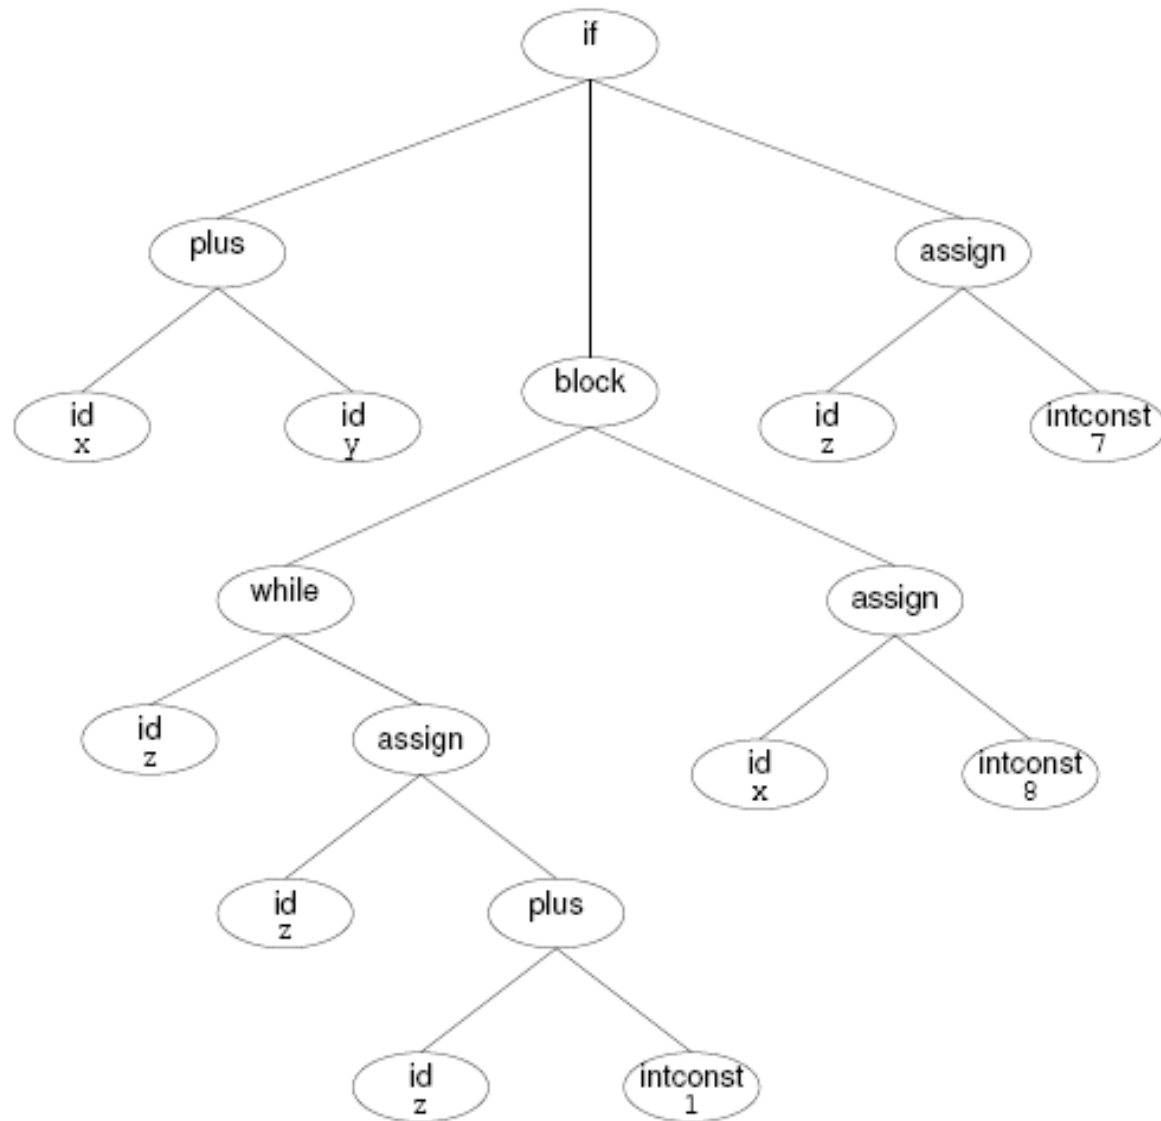 if
plus
assign
block
id
x
id
y
id
z
intconst
7
while
assign
id
z
assign
id
x
intconst
8
id
z
plus
id
z
intconst
1